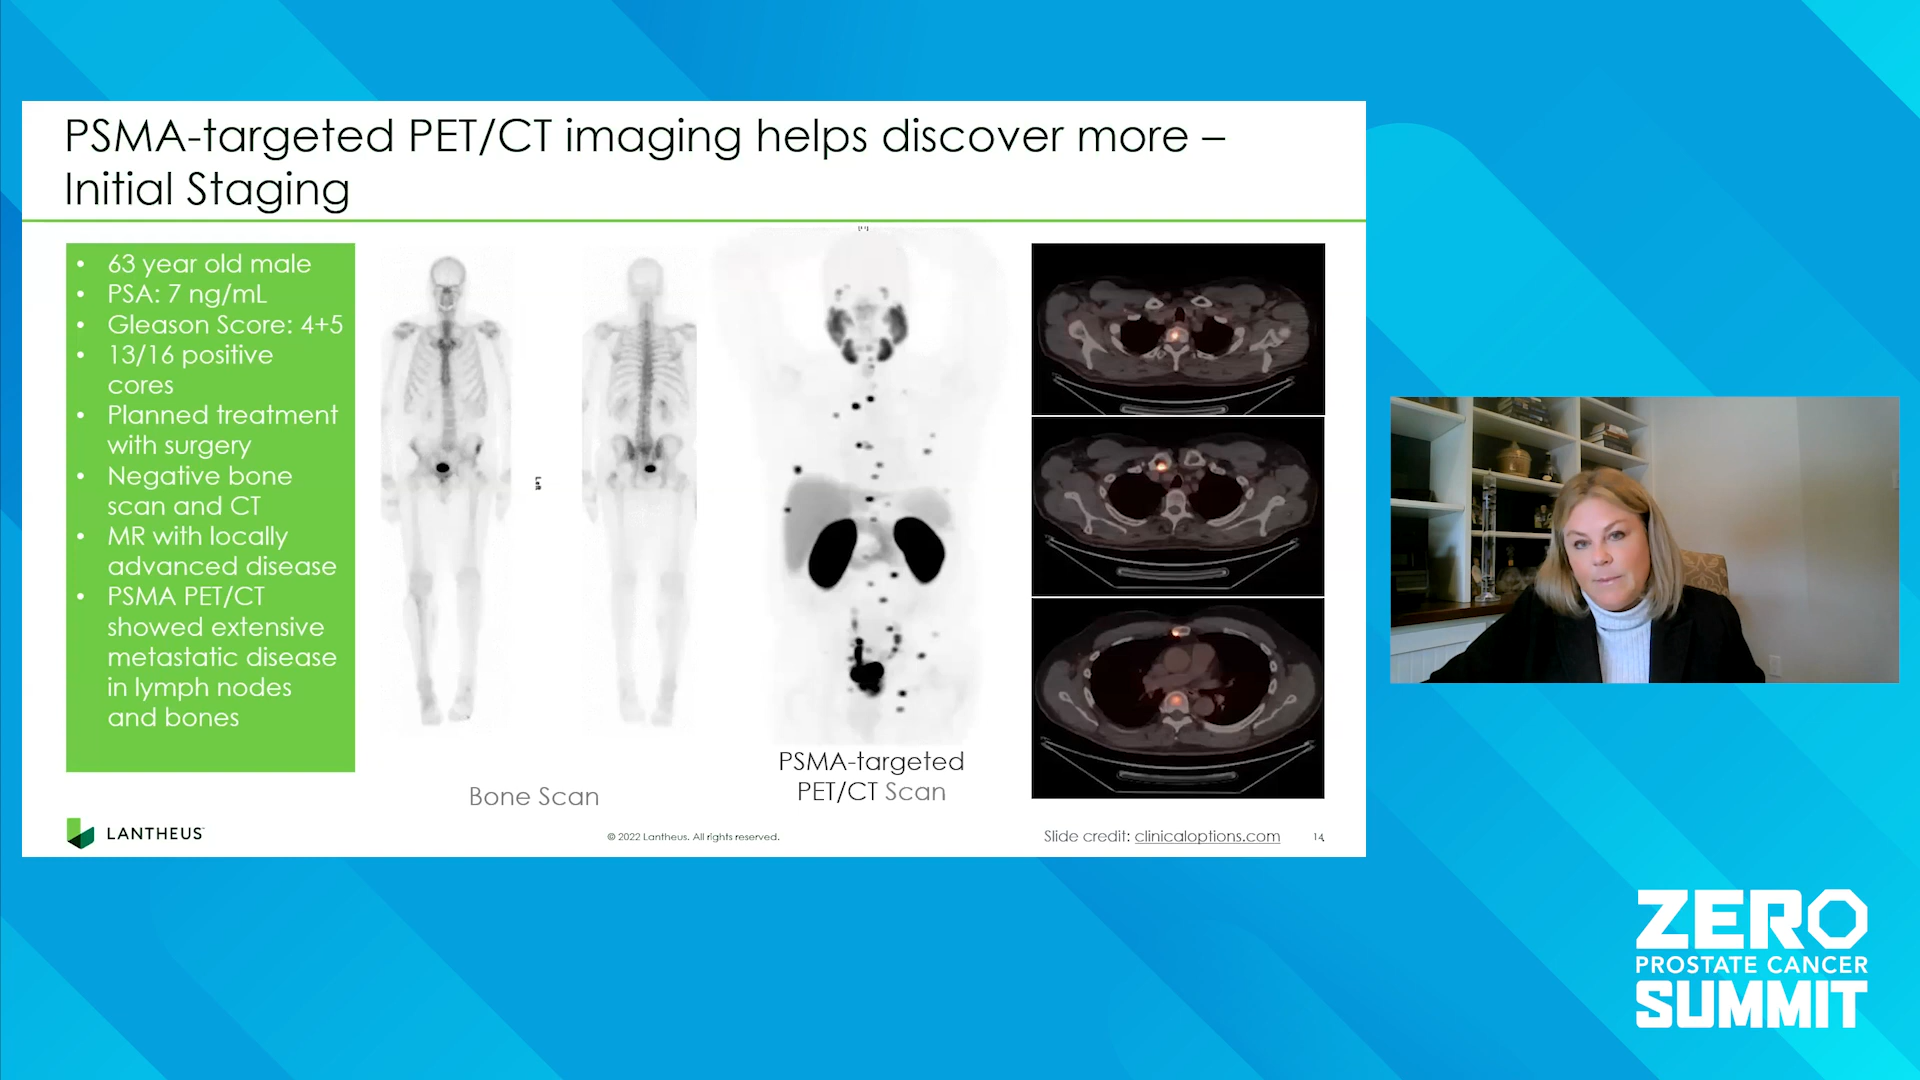 PSMA-targeted PET/CT imaging helps discover more –
Initial Staging
• 63 year old male
• PSA: 7 ng/mL
• Gleason Score: 4+5
• 13/16 positive
cores
• Planned treatment
with surgery
• Negative bone
scan and CT
• MR with locally
advanced disease
• PSMA PET/CT
showed extensive
metastatic disease
in lymph nodes
and bones
Left
Bone Scan
PSMA-targeted
PET/CT Scan
LANTHEUS
© 2022 Lantheus. All rights reserved.
Slide credit: clinicaloptions.com
14
ZERO
PROSTATE CANCER
SUMMIT